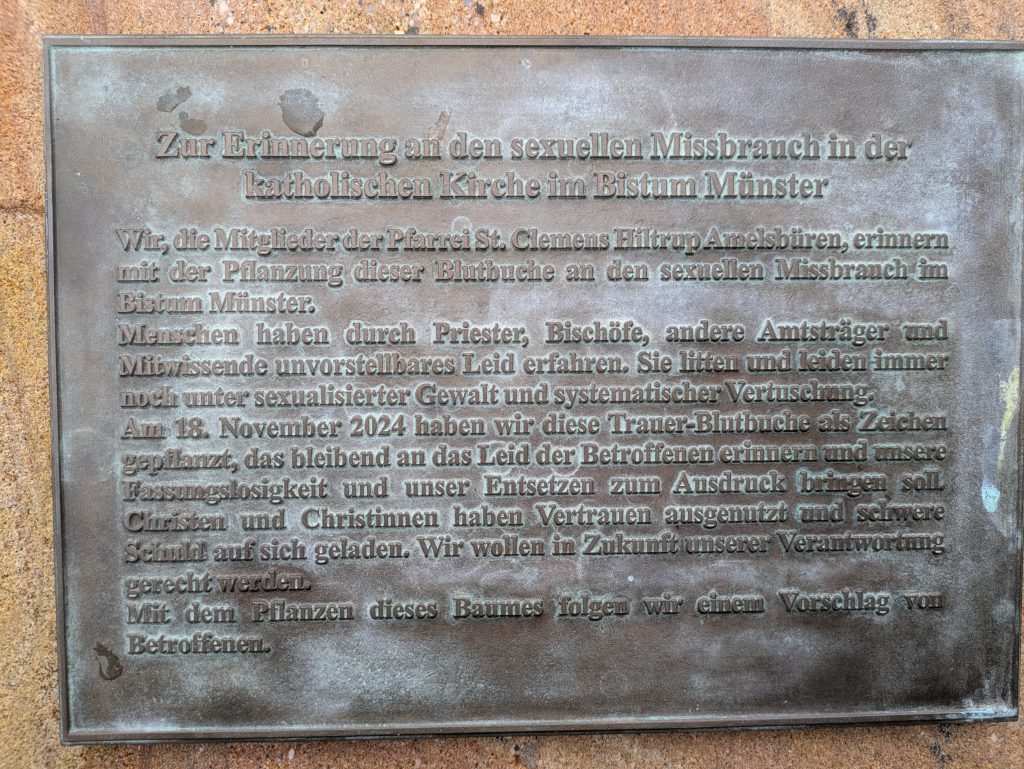 Zur Erinnerung an den sexuellen Missbrauch in der
katholischen Kirche im Bistum Münster
Wir, die Mitglieder der Pfarrei St. Clemens Hiltrup Amelsbüren, erinnern
mit der Pflanzung dieser Blutbuche an den sexuellen Missbrauch im
Bistum Münster.
Menschen haben durch Priester, Bischöfe, andere Amtsträger und
Mitwissende unvorstellbares Leid erfahren. Sie litten und leiden immer
noch unter sexualisierter Gewalt und systematischer Vertuschung.
Am 18. November 2024 haben wir diese Trauer-Blutbuche als Zeichen
gepflanzt, das bleibend an das Leid der Betroffenen erinnern und unsere
Fassungslosigkeit und unser Entsetzen zum Ausdruck bringen soll.
Christen und Christinnen haben Vertrauen ausgenutzt und schwere
Schuld auf sich geladen. Wir wollen in Zukunft unserer Verantwortung
gerecht werden.
Mit dem Pflanzen dieses Baumes folgen wir einem Vorschlag von
Betroffenen.